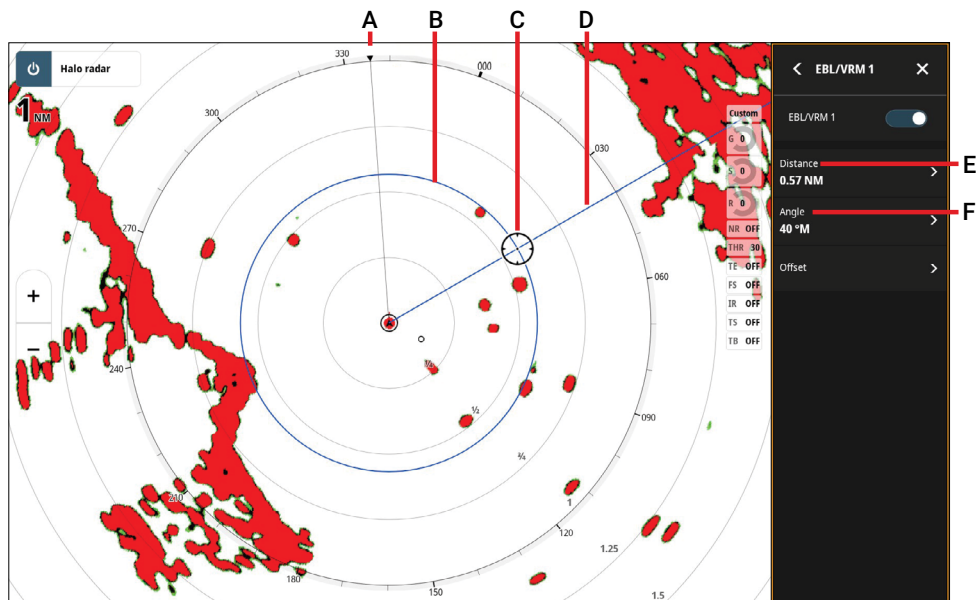 A B C D
330
000
Halo radar
1 NM
300
030
Custom
G 0
S 0
R 0
NR OFF
THR 30
TE OFF
FS OFF
IR OFF
TS OFF
TB OFF
EBL/VRM 1
EBL/VRM 1
Distance
0.57 NM
E
Angle
40 °M
F
Offset
270
060
+
−
240
¼
½
090
¾
210
1
120
1.25
180
150
1.5